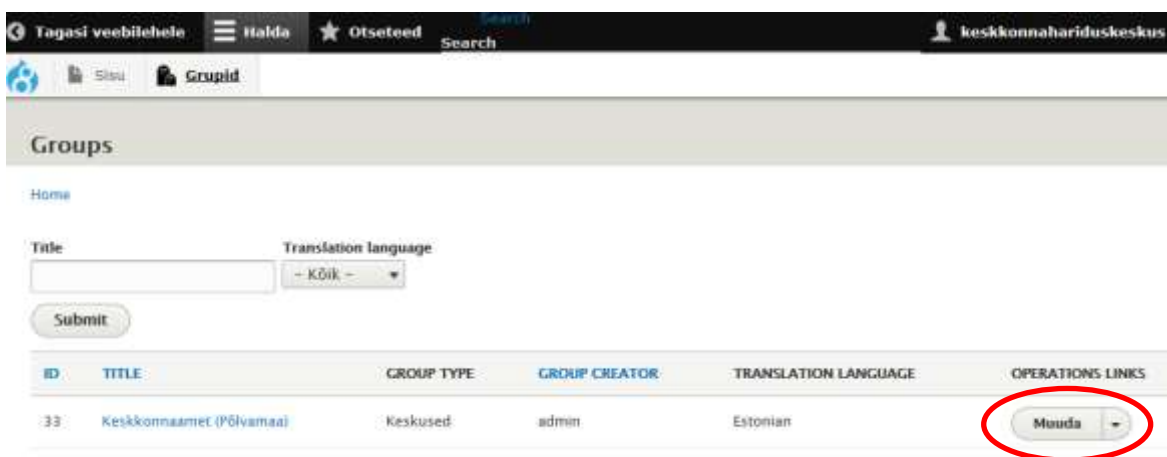 Search
Tagasi veebilehele Halda Otseteed Search keskkonnahariduskeskus
Sisu Grupid
Groups
Home
Title Translation language
- Kõik -
Submit
ID TITLE GROUP TYPE GROUP CREATOR TRANSLATION LANGUAGE OPERATIONS LINKS
33 Keskkonnaamet (Põlvamaa) Keskused admin Estonian Muuda